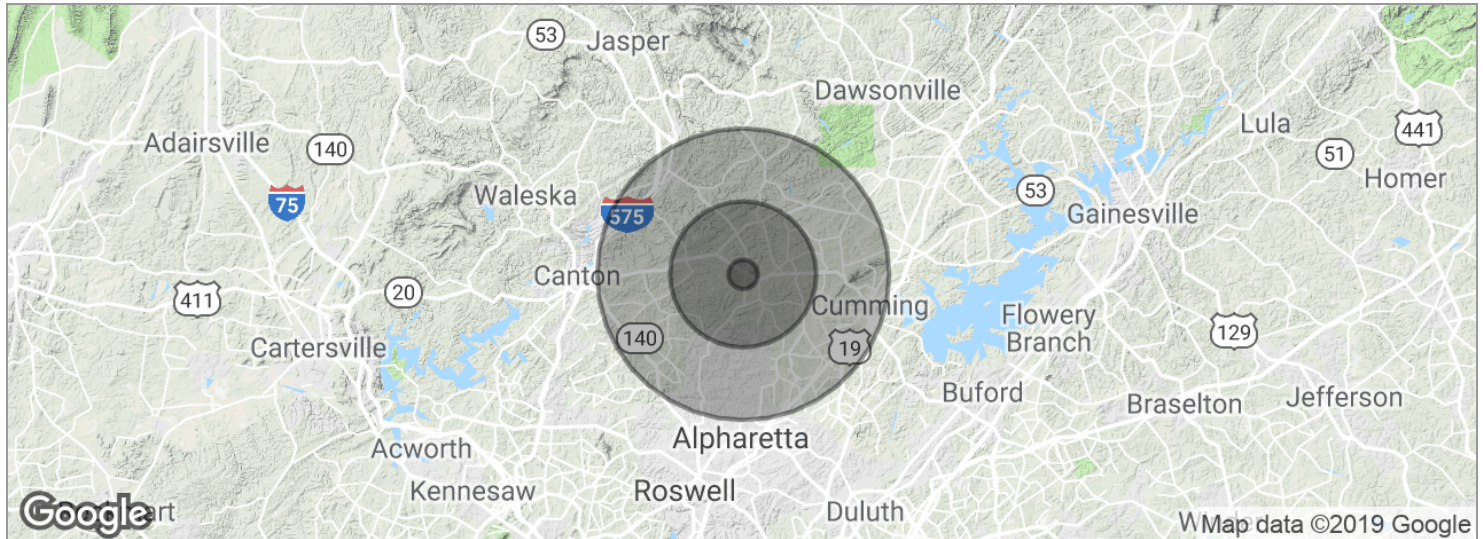 53
Jasper
Dawsonville
Lula
441
Adairsville
140
51
Homer
75
Waleska
575
53
Gainesville
Canton
411
20
Cumming
Flowery
Branch
129
140
19
Cartersville
Buford
Braselton
Jefferson
Alpharetta
Acworth
Kennesaw
Roswell
Duluth
Google
Map data ©2019 Google